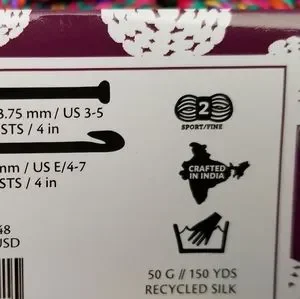 3.75 mm / US 3-5
STS / 4 in
mm / US E/4-7
STS / 4 in
48
USD
2
SPORT/FINE
CRAFTED
IN INDIA
50 G // 150 YDS
RECYCLED SILK